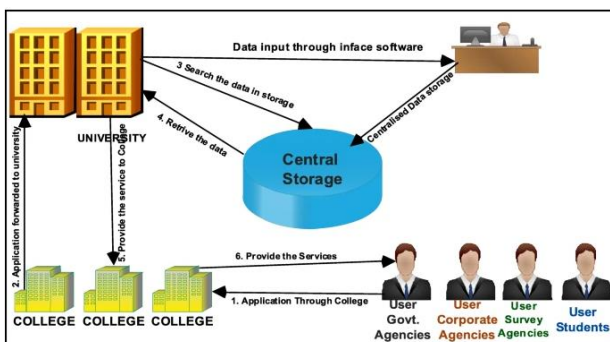 Data input through inface software
3 Search the data in storage
Centralised Data storage
4. Retrive the data
UNIVERSITY
Central
Storage
2. Application forwarded to university
5. Provide the service to College
6. Provide the Services
1. Application Through College
COLLEGE
COLLEGE
COLLEGE
User
Govt.
Agencies
User
Corporate
Agencies
User
Survey
Agencies
User
Students